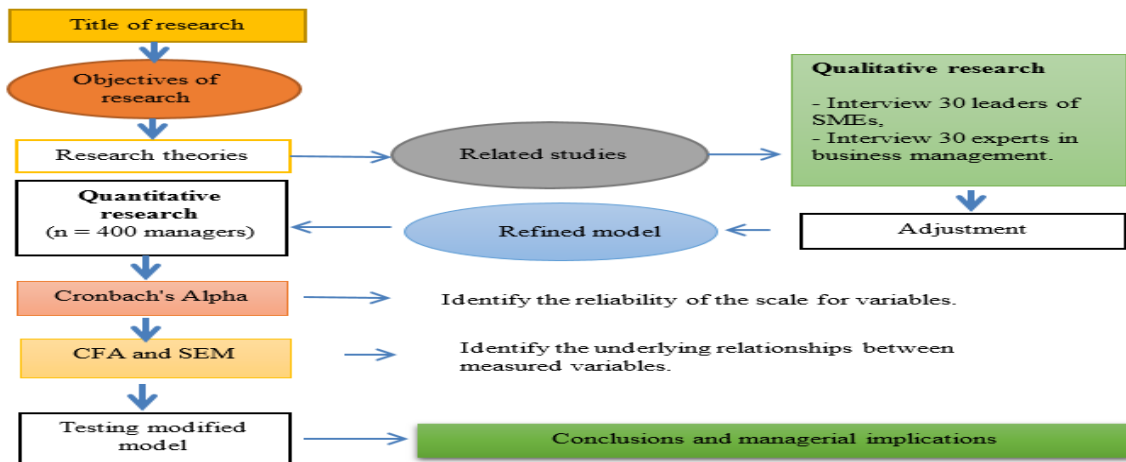 Title of research
Objectives of
research
Research theories
Related studies
Qualitative research
- Interview 30 leaders of
SMEs,
- Interview 30 experts in
business management.
Adjustment
Refined model
Quantitative
research
(n = 400 managers)
Cronbach's Alpha
Identify the reliability of the scale for variables.
CFA and SEM
Identify the underlying relationships between
measured variables.
Testing modified
model
Conclusions and managerial implications